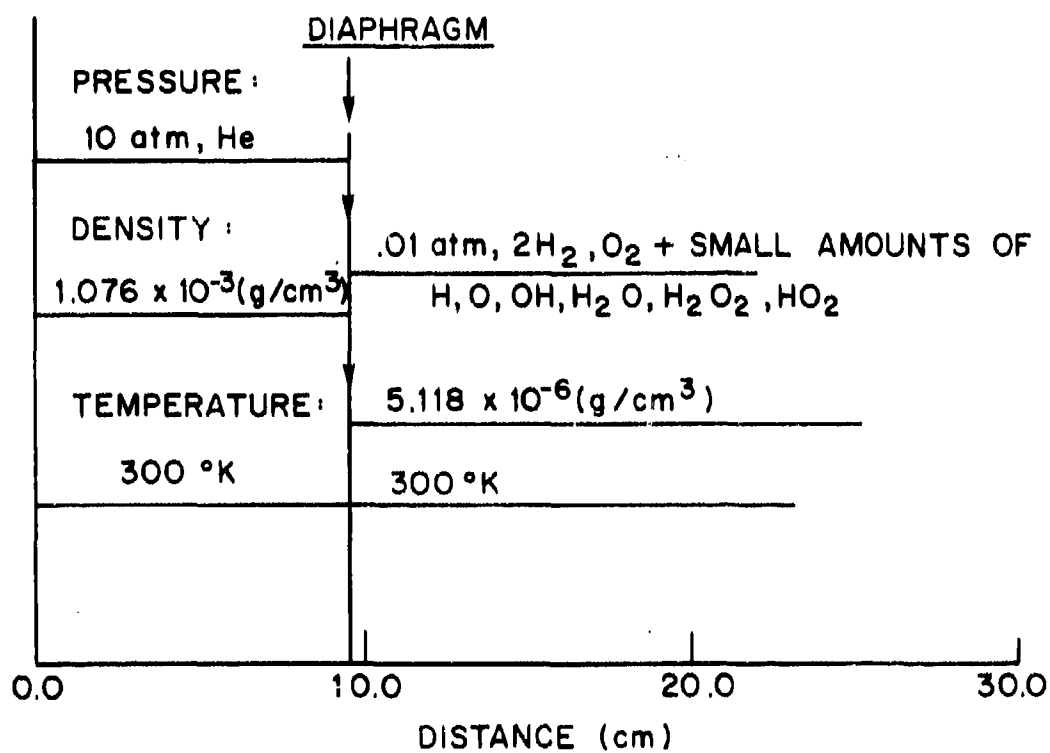 DIAPHRAGM
PRESSURE:
10 atm, He
DENSITY:
1.076 x 10⁻³(g/cm³)
.01 atm, 2H₂,O₂ + SMALL AMOUNTS OF
H, O, OH, H₂O, H₂O₂, HO₂
TEMPERATURE:
5.118 x 10⁻⁶(g/cm³)
300 °K
300 °K
0.0
10.0
20.0
30.0
DISTANCE (cm)